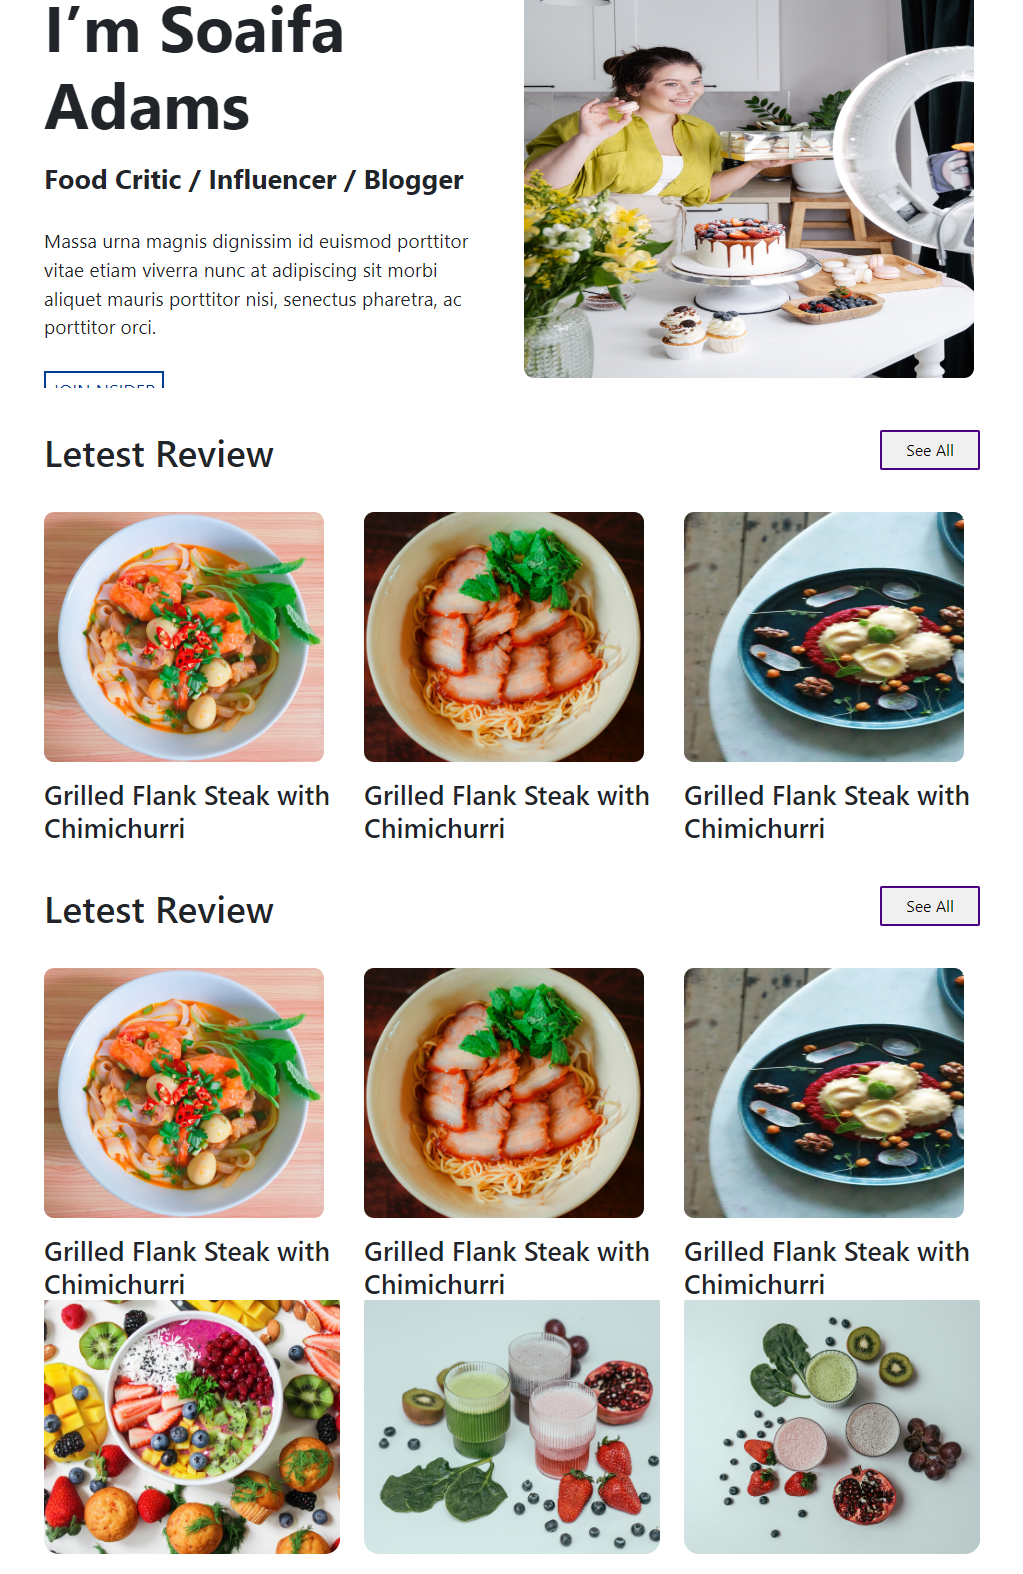 I’m Soaifa
Adams
Food Critic / Influencer / Blogger
Massa urna magnis dignissim id euismod porttitor
vitae etiam viverra nunc at adipiscing sit morbi
aliquet mauris porttitor nisi, senectus pharetra, ac
porttitor orci.
JOIN NSIDER
Letest Review
See All
Grilled Flank Steak with
Chimichurri
Grilled Flank Steak with
Chimichurri
Grilled Flank Steak with
Chimichurri
Letest Review
See All
Grilled Flank Steak with
Chimichurri
Grilled Flank Steak with
Chimichurri
Grilled Flank Steak with
Chimichurri